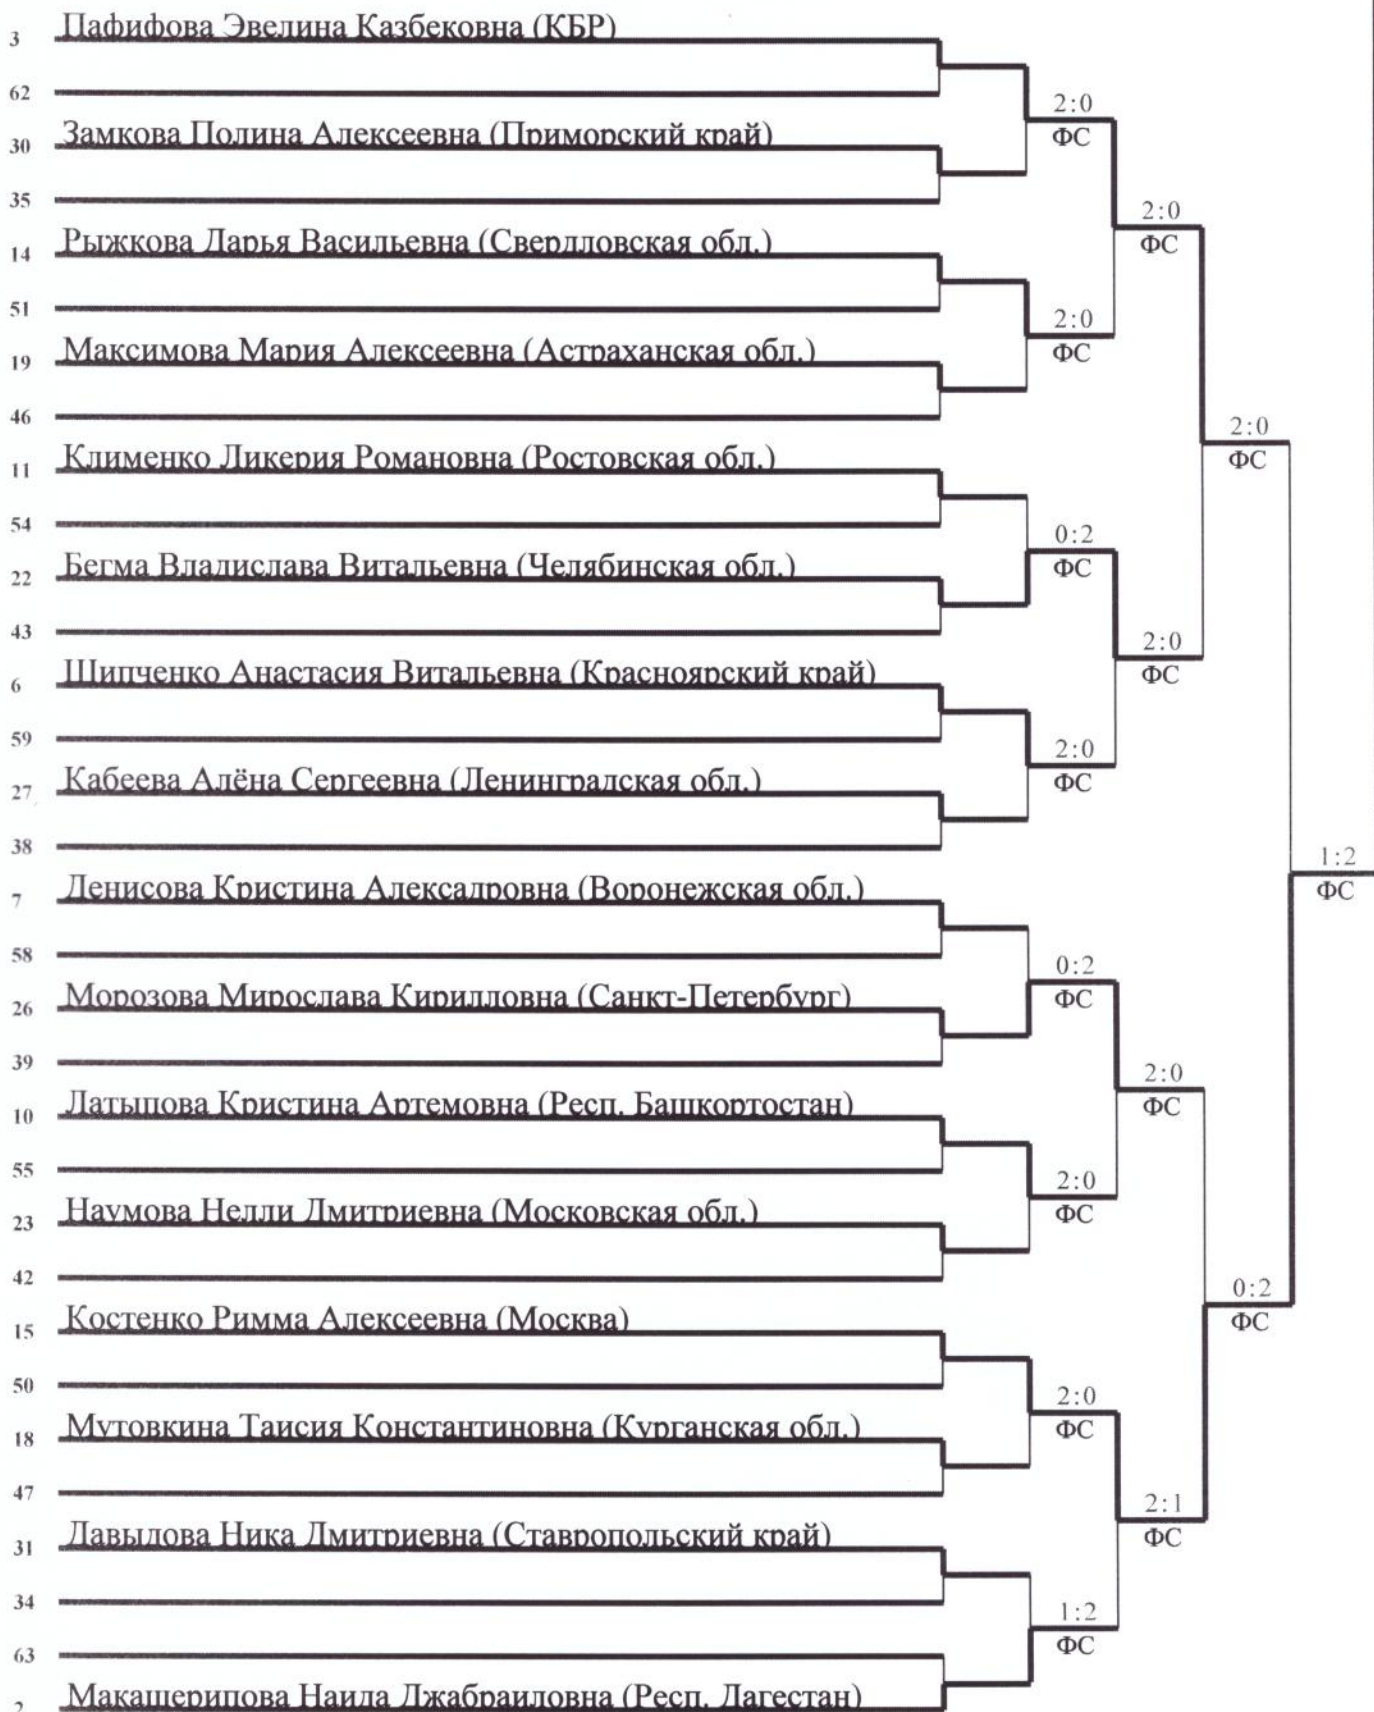 3 Пафифова Эвелина Казбековна (КБР)
62
2:0
30 Замкова Полина Алексеевна (Приморский край)
ФС
35
2:0
14 Рыжкова Дарья Васильевна (Свердловская обл.)
ФС
51
2:0
19 Максимова Мария Алексеевна (Астраханская обл.)
ФС
46
2:0
11 Клименко Ликерия Романовна (Ростовская обл.)
ФС
54
0:2
22 Бегма Владислава Витальевна (Челябинская обл.)
ФС
43
2:0
6 Шипченко Анастасия Витальевна (Красноярский край)
ФС
59
2:0
27 Кабеева Алёна Сергеевна (Ленинградская обл.)
ФС
38
1:2
7 Денисова Кристина Алексадровна (Воронежская обл.)
ФС
58
0:2
26 Морозова Мирослава Кирилловна (Санкт-Петербург)
ФС
39
2:0
10 Латыпова Кристина Артемовна (Респ. Башкортостан)
ФС
55
2:0
23 Наумова Нелли Дмитриевна (Московская обл.)
ФС
42
0:2
15 Костенко Римма Алексеевна (Москва)
ФС
50
2:0
18 Мутовкина Таисия Константиновна (Курганская обл.)
ФС
47
2:1
31 Давыдова Ника Дмитриевна (Ставропольский край)
ФС
34
1:2
63
ФС
2 Макашерипова Наида Джабраиловна (Респ. Дагестан)